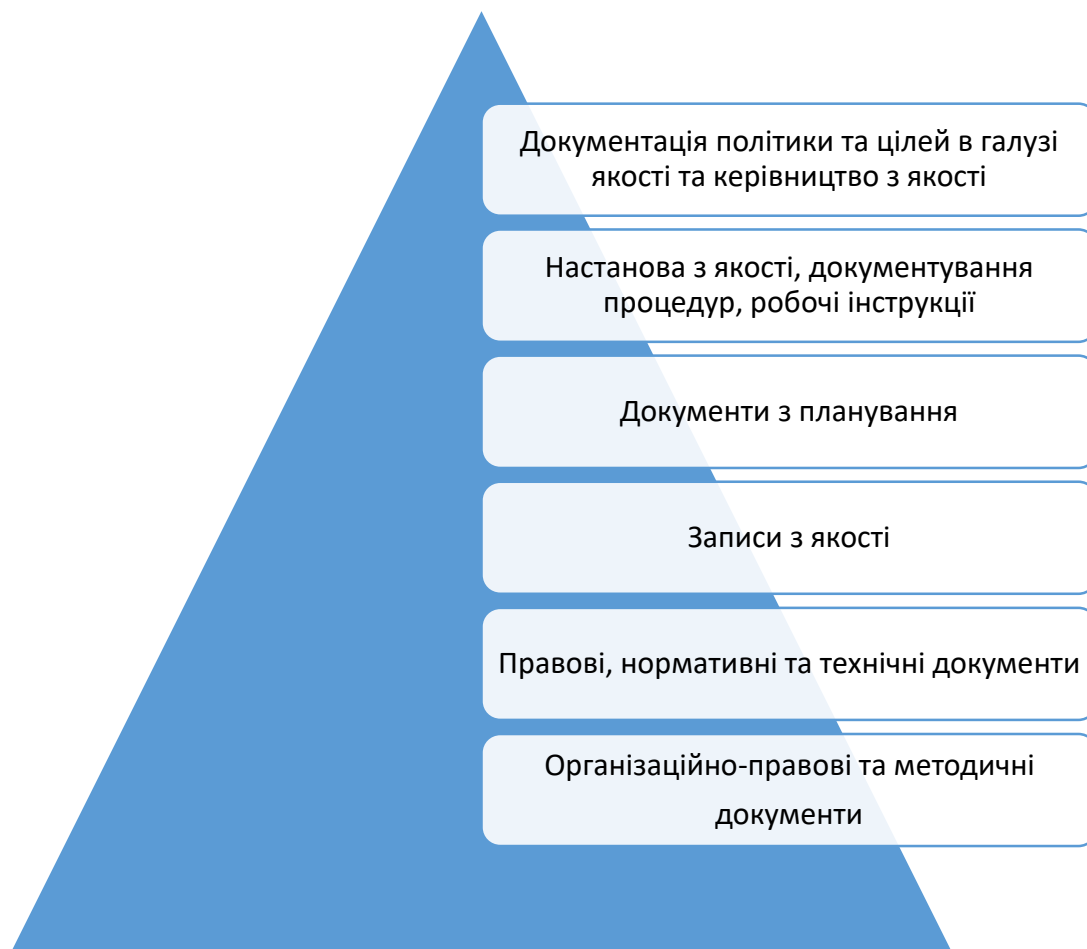 Документація політики та цілей в галузі
якості та керівництво з якості
Настанова з якості, документування
процедур, робочі інструкції
Документи з планування
Записи з якості
Правові, нормативні та технічні документи
Організаційно-правові та методичні
документи